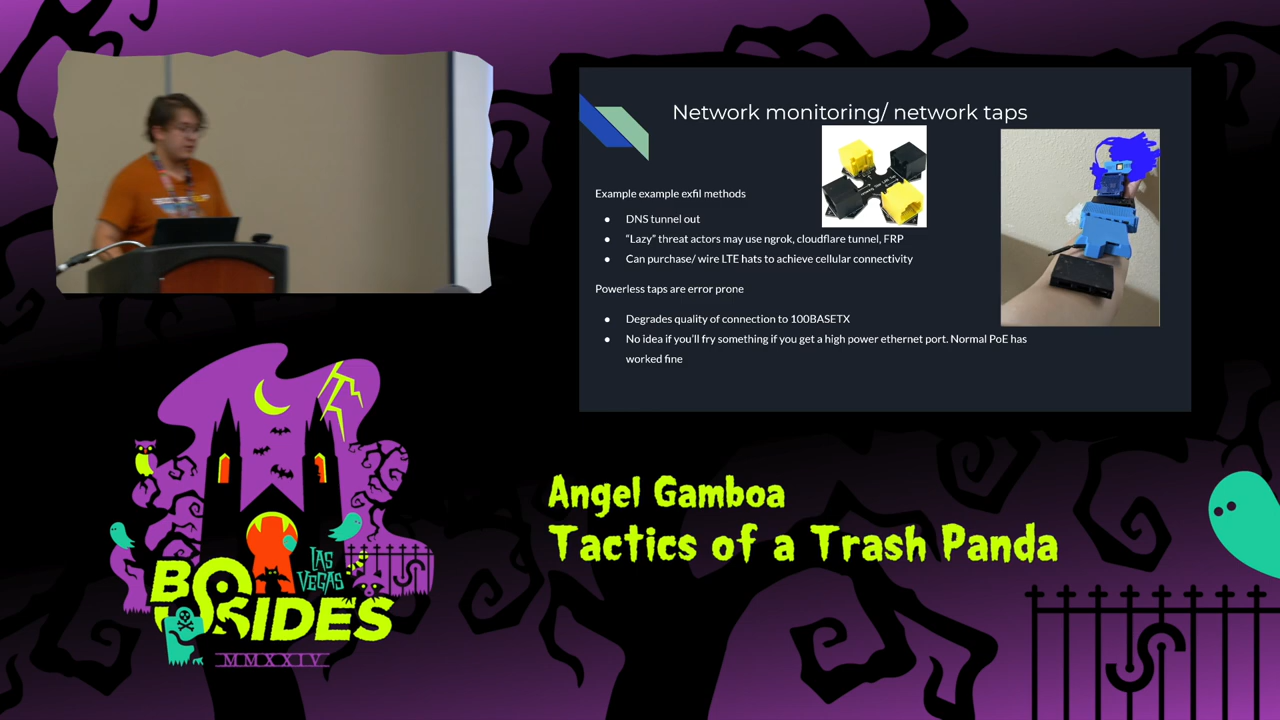 Network monitoring/ network taps
Example example exfil methods
● DNS tunnel out
● "Lazy" threat actors may use ngrok, cloudflare tunnel, FRP
● Can purchase/ wire LTE hats to achieve cellular connectivity
Powerless taps are error prone
● Degrades quality of connection to 100BASETX
● No idea if you'll fry something if you get a high power ethernet port. Normal PoE has
worked fine
Angel Gamboa
Tactics of a Trash Panda
LAS
VEGAS
BSIDES
MMXXIV